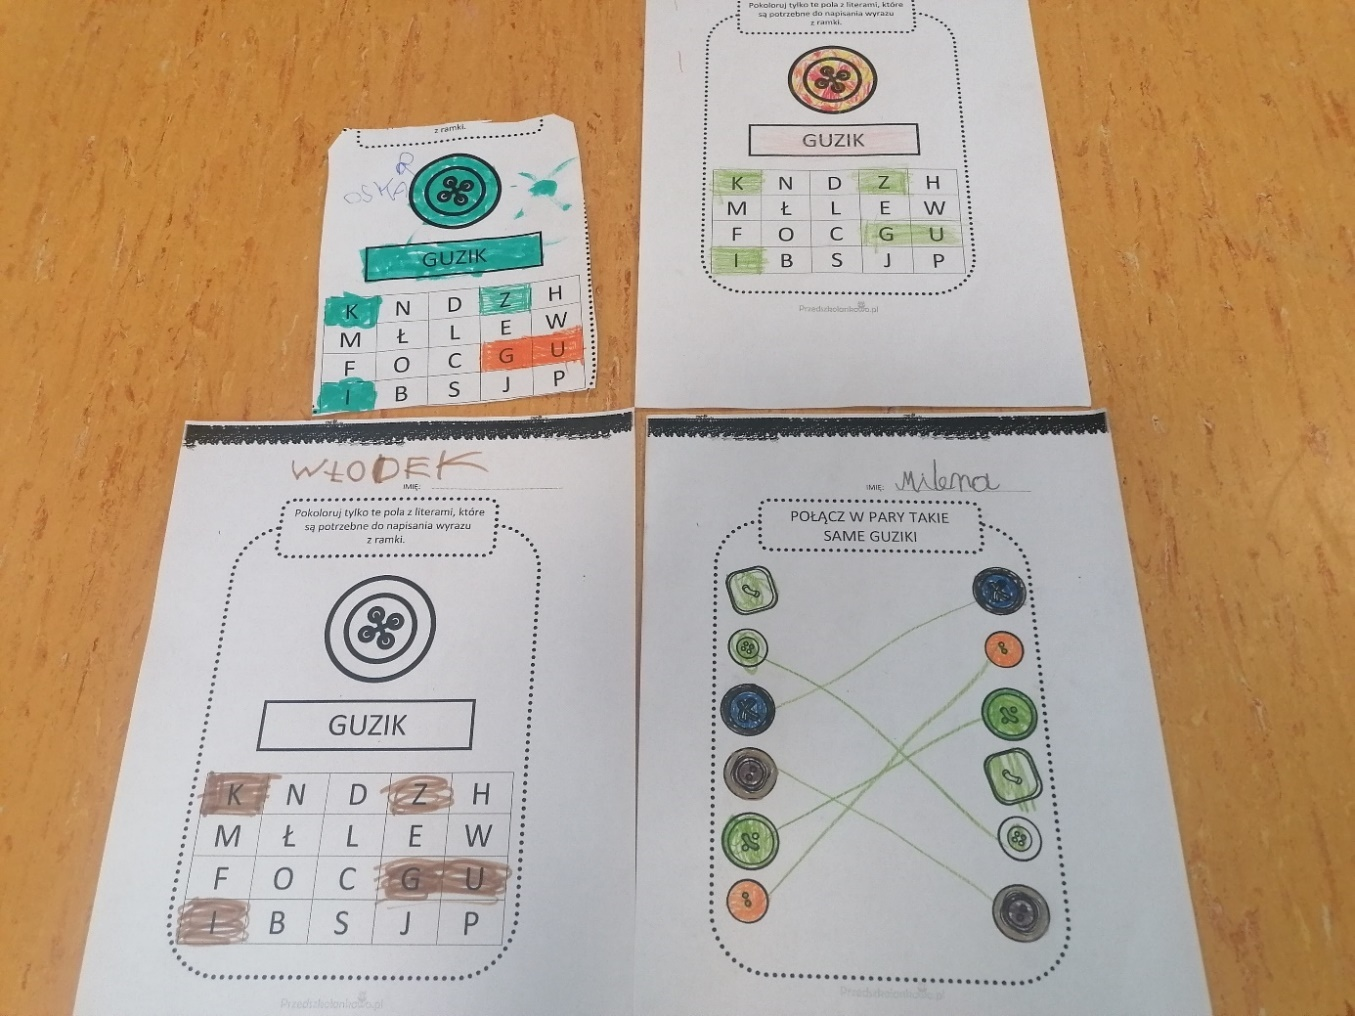 z ramki.
OSKAR
GUZIK
K N D Z H
M Ł L E W
F O C G U
I B S J P
Pokoloruj tylko te pola z literami, które
są potrzebne do napisania wyrazu
z ramki.
GUZIK
K N D Z H
M Ł L E W
F O C G U
I B S J P
Przedszkolankowo.pl
WŁODEK
IMIĘ:
Pokoloruj tylko te pola z literami, które
są potrzebne do napisania wyrazu
z ramki.
GUZIK
K N D Z H
M Ł L E W
F O C G U
I B S J P
Przedszkolankowo.pl
IMIĘ: Milena
POŁĄCZ W PARY TAKIE
SAME GUZIKI
Przedszkolankowo.pl